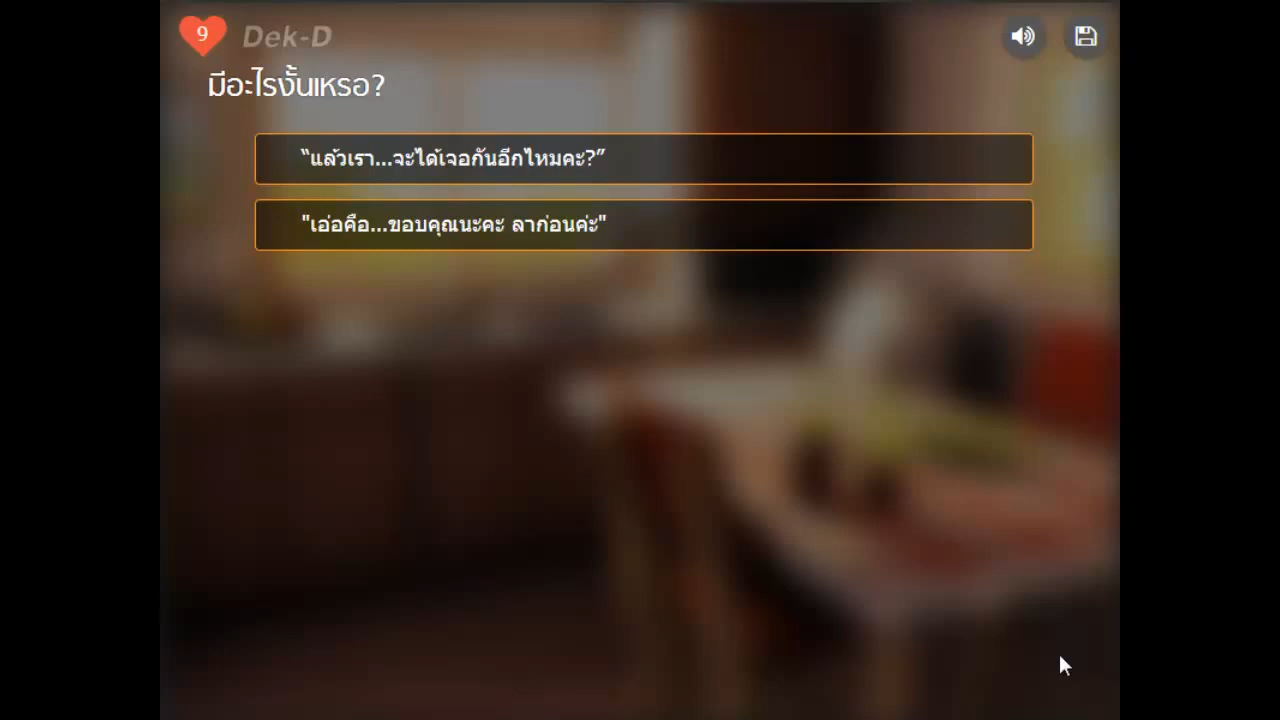 9 Dek-D
มีอะไรงั้นเหรอ?
“แล้วเรา...จะได้เจอกันอีกไหมคะ?”
"เอ่อคือ...ขอบคุณนะคะ ลาก่อนค่ะ"